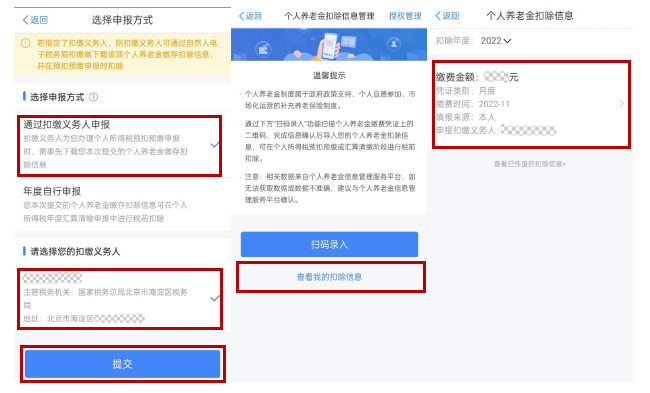 返回
选择申报方式
若指定了扣缴义务人，则扣缴义务人可通过自然人电
子税务局扣缴端下载该项个人养老金缴存扣除信息，
并在预扣预缴申报时扣除
选择申报方式
通过扣缴义务人申报
扣缴义务人为您办理个人所得税预扣预缴申报
时，需事先下载您本次提交的个人养老金缴存扣
除信息
年度自行申报
您本次提交的个人养老金缴存扣除信息可在个人
所得税年度汇算清缴申报中进行税前扣除
请选择您的扣缴义务人
主管税务机关：国家税务总局北京市海淀区税务
局
地址：北京市海淀区
提交
返回
个人养老金扣除信息管理
授权管理
温馨提示
个人养老金制度属于政府政策支持、个人自愿参加、市
场化运营的补充养老保险制度。
通过下方“扫码录入”功能扫描个人养老金缴费凭证上的
二维码，完成信息确认后导入您的个人养老金扣除信
息，可在个人所得税预扣预缴或汇算清缴阶段进行税前
扣除。
注意：相关数据来自个人养老金信息管理服务平台，如
无法获取数据或数据不准确，建议与个人养老金信息管
理服务平台确认。
扫码录入
查看我的扣除信息
返回
个人养老金扣除信息
扣除年度：2022
缴费金额：元
凭证类别：月度
缴费时间：2022-11
填报来源：本人
申报扣缴义务人：
查看已作废的扣除信息>